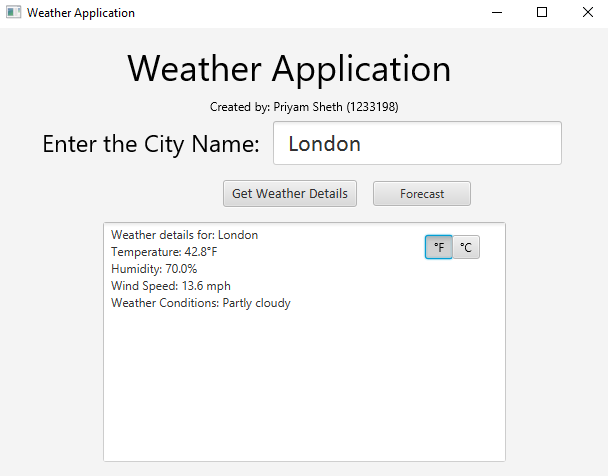 Weather Application
Weather Application
Created by: Priyam Sheth (1233198)
Enter the City Name: London
Get Weather Details Forecast
Weather details for: London
°F °C
Temperature: 42.8°F
Humidity: 70.0%
Wind Speed: 13.6 mph
Weather Conditions: Partly cloudy